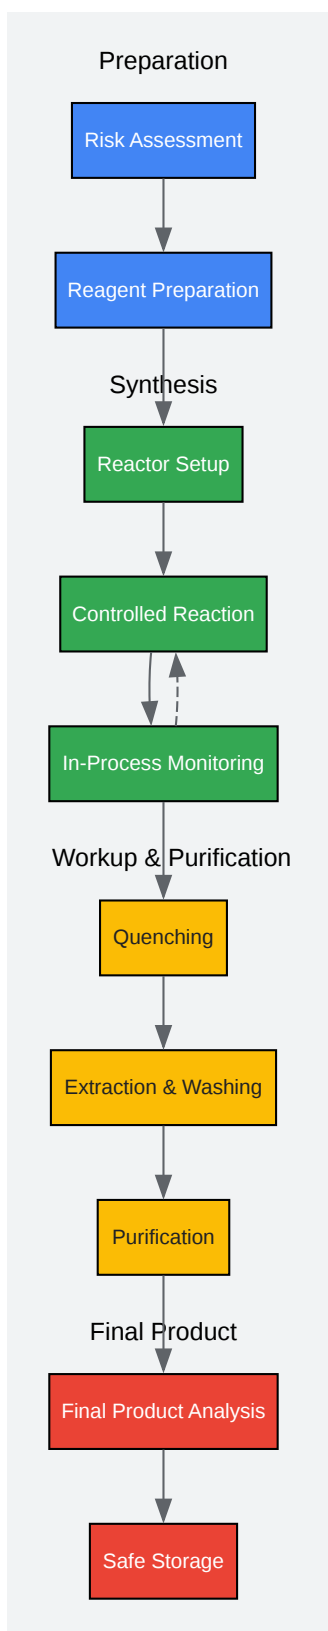 Preparation
Risk Assessment
Reagent Preparation
Synthesis
Reactor Setup
Controlled Reaction
In-Process Monitoring
Workup & Purification
Quenching
Extraction & Washing
Purification
Final Product
Final Product Analysis
Safe Storage